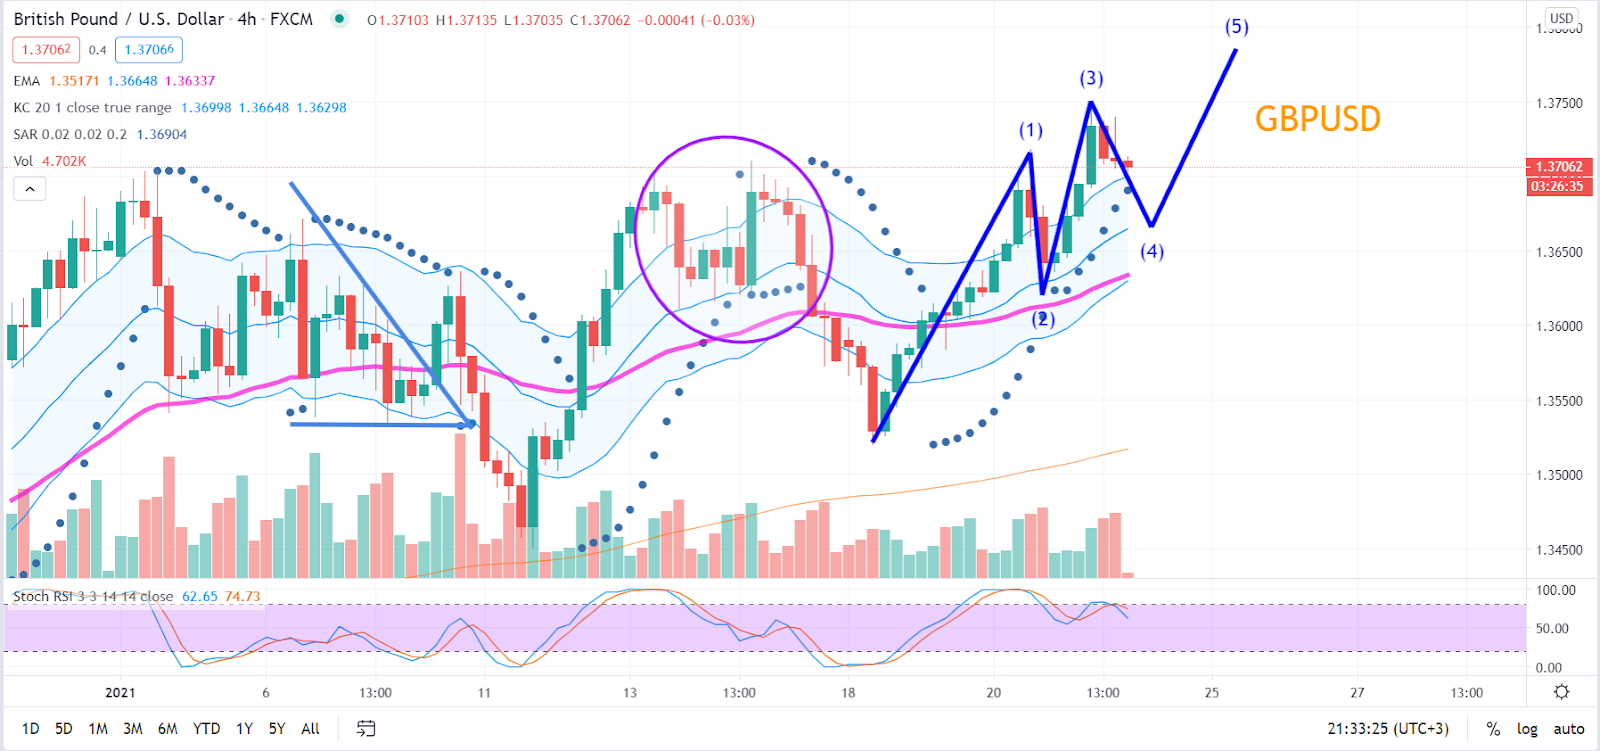 British Pound / U.S. Dollar · 4h · FXCM O1.37103 H1.37135 L1.37035 C1.37062 −0.00041 (−0.03%)
1.37062 0.4 1.37066
EMA 1.35171 1.36648 1.36337
KC 20 1 close true range 1.36998 1.36648 1.36298
SAR 0.02 0.02 0.2 1.36904
Vol 4.702K
USD
(5)
(3)
(1)
GBPUSD
(4)
(2)
1.37500
1.37062
03:26:35
1.36500
1.36000
1.35500
1.35000
1.34500
Stoch RSI 3 3 14 14 close 62.65 74.73
100.00
50.00
0.00
2021 6 13:00 11 13 13:00 18 20 13:00 25 27 13:00
1D 5D 1M 3M 6M YTD 1Y 5Y All 21:33:25 (UTC+3) % log auto